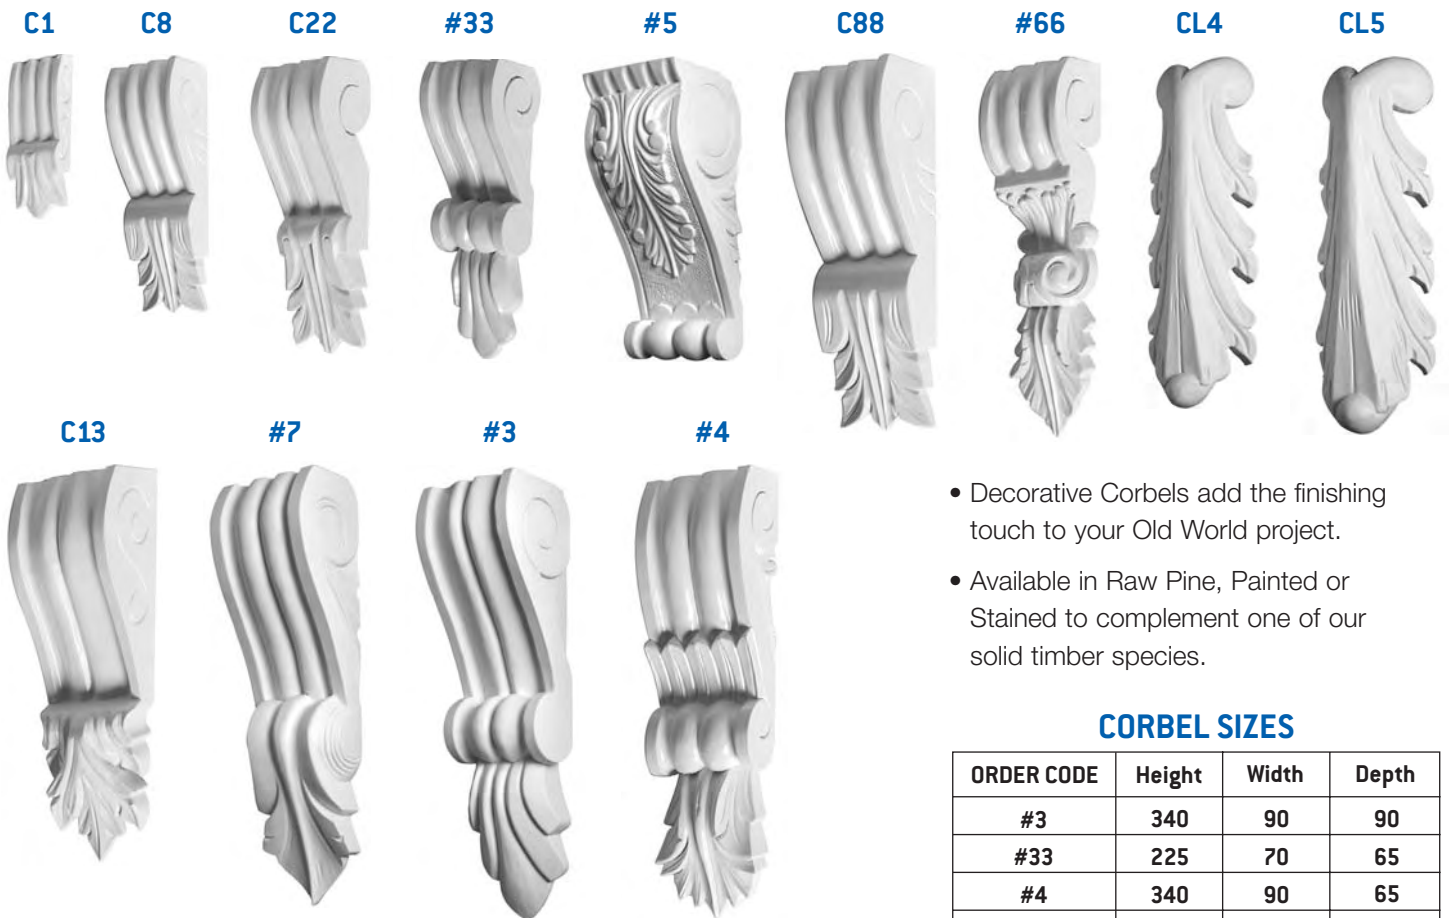 C1 C8 C22 #33 #5 C88 #66 CL4 CL5
C13 #7 #3 #4
• Decorative Corbels add the finishing
touch to your Old World project.
• Available in Raw Pine, Painted or
Stained to complement one of our
solid timber species.
CORBEL SIZES
ORDER CODE Height Width Depth
#3 340 90 90
#33 225 70 65
#4 340 90 65